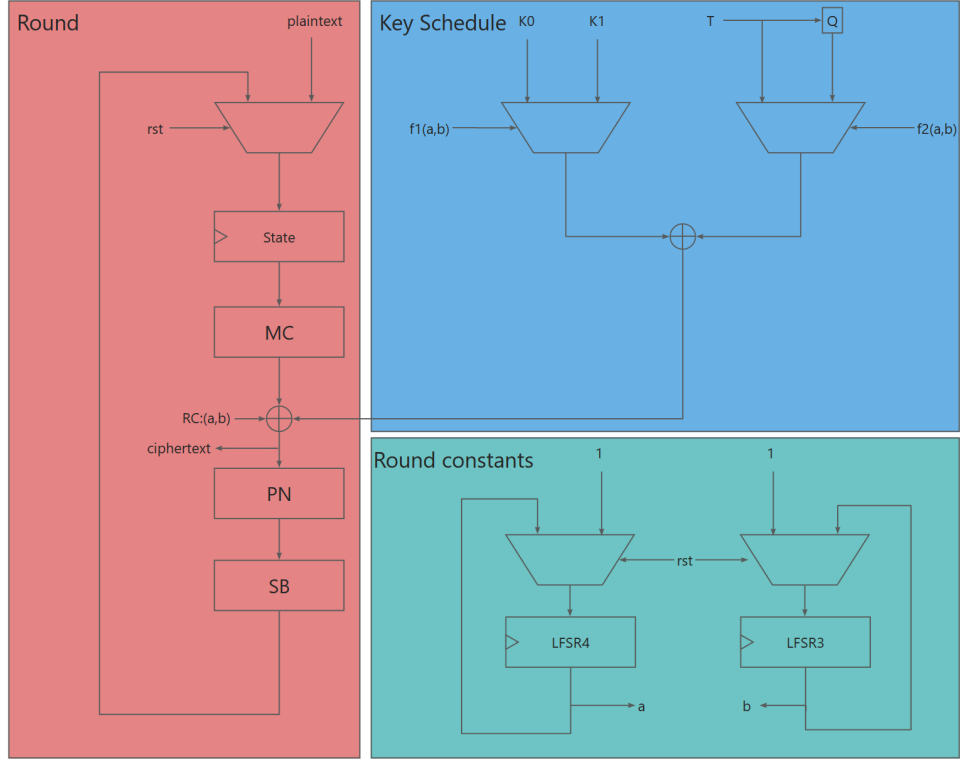 Round
plaintext
rst
State
MC
RC:(a,b)
ciphertext
PN
SB
Key Schedule
K0
K1
T
Q
f1(a,b)
f2(a,b)
Round constants
1
1
rst
LFSR4
LFSR3
a
b